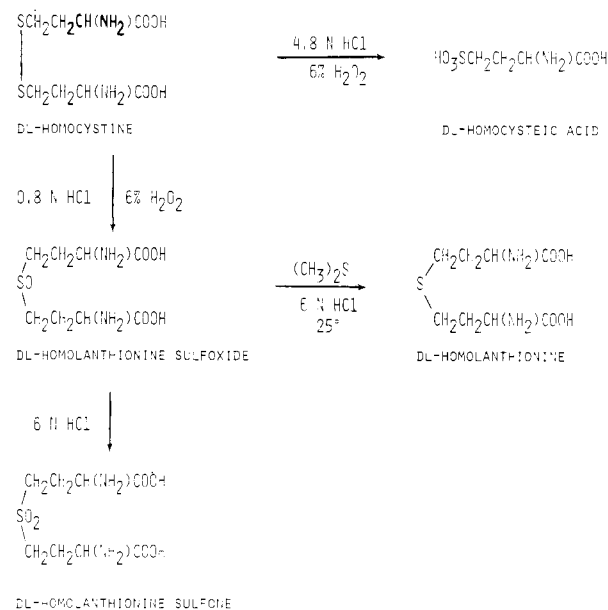 SCH2CH2CH(NH2)COOH
4.8 N HCl
6% H2O2
HO3SCH2CH2CH(NH2)COOH
SCH2CH2CH(NH2)COOH
DL-HOMOCYSTINE
DL-HOMOCYSTEIC ACID
0.8 N HCl
6% H2O2
CH2CH2CH(NH2)COOH
SO
CH2CH2CH(NH2)COOH
(CH3)2S
6 N HCl
25°
CH2CH2CH(NH2)COOH
S
CH2CH2CH(NH2)COOH
DL-HOMOLANTHIONINE SULFOXIDE
DL-HOMOLANTHIONINE
6 N HCl
CH2CH2CH(NH2)COOH
SO2
CH2CH2CH(NH2)COOH
DL-HOMOLANTHIONINE SULFONE